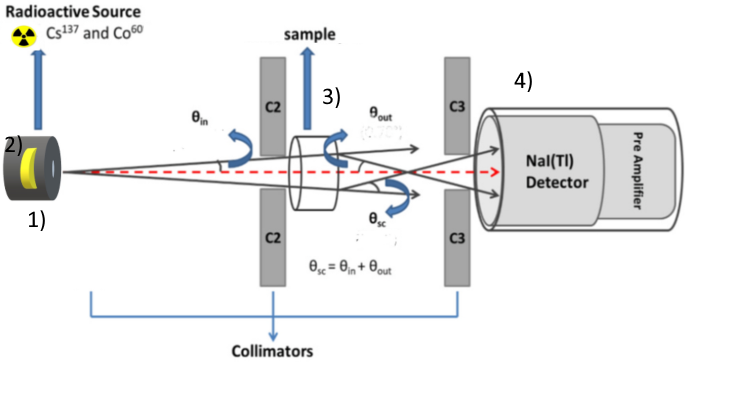 Radioactive Source
Cs137 and Co60
sample
4)
3)
C2
C3
θin
θout
2)
NaI(Tl)
Detector
Pre Amplifier
1)
θsc
C2
C3
θsc = θin + θout
Collimators